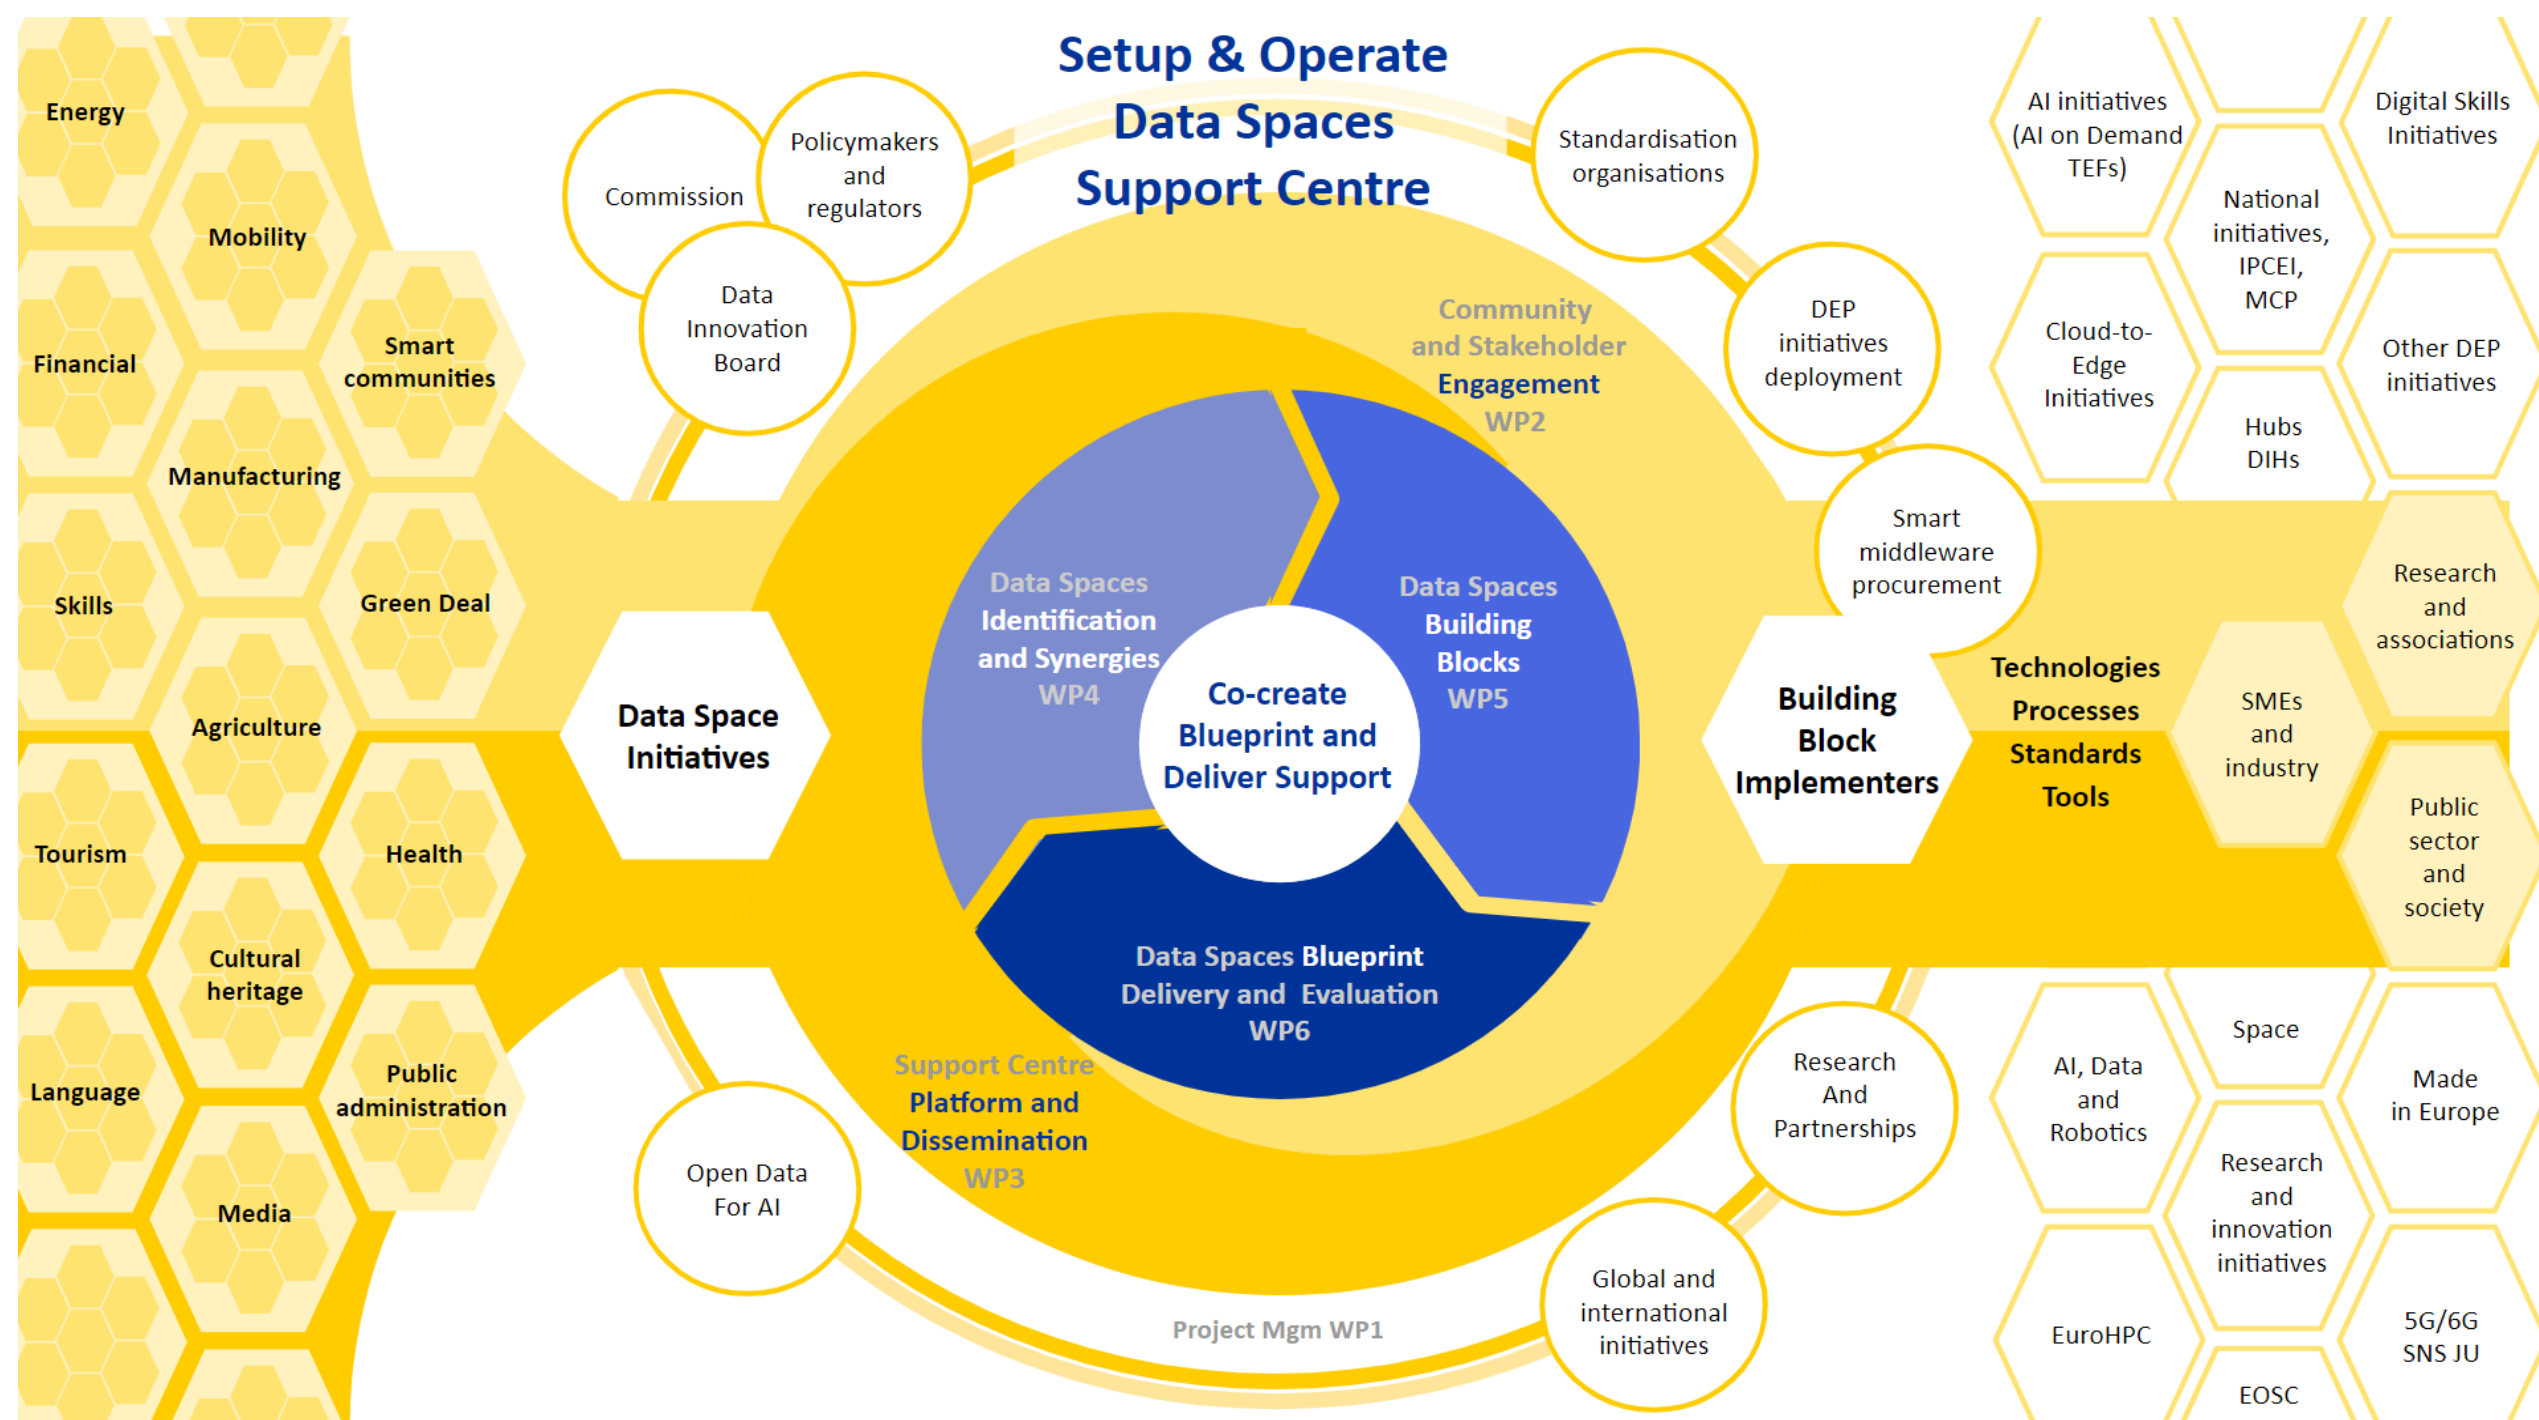 Setup & Operate
Data Spaces
Support Centre
Energy
Mobility
Financial
Smart
communities
Manufacturing
Skills
Green Deal
Agriculture
Tourism
Health
Cultural
heritage
Language
Public
administration
Media
Commission
Policymakers
and
regulators
Data
Innovation
Board
Standardisation
organisations
DEP
initiatives
deployment
Smart
middleware
procurement
Community
and Stakeholder
Engagement
WP2
Data Spaces
Identification
and Synergies
WP4
Data Spaces
Building
Blocks
WP5
Co-create
Blueprint and
Deliver Support
Data Spaces Blueprint
Delivery and Evaluation
WP6
Support Centre
Platform and
Dissemination
WP3
Data Space
Initiatives
Building
Block
Implementers
Technologies
Processes
Standards
Tools
Open Data
For AI
Project Mgm WP1
Global and
international
initiatives
Research
And
Partnerships
AI initiatives
(AI on Demand
TEFs)
Digital Skills
Initiatives
National
initiatives,
IPCEI,
MCP
Cloud-to-
Edge
Initiatives
Other DEP
initiatives
Hubs
DIHs
Research
and
associations
SMEs
and
industry
Public
sector
and
society
Space
AI, Data
and
Robotics
Made
in Europe
Research
and
innovation
initiatives
EuroHPC
5G/6G
SNS JU
EOSC